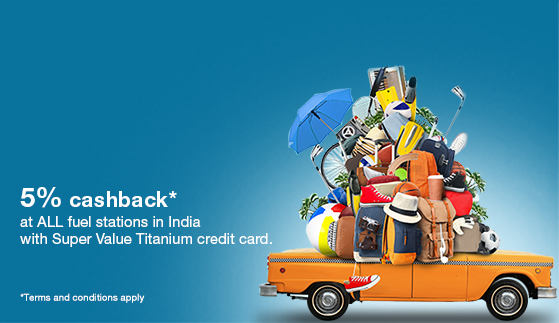 5% cashback*
at ALL fuel stations in India
with Super Value Titanium credit card.
*Terms and conditions apply